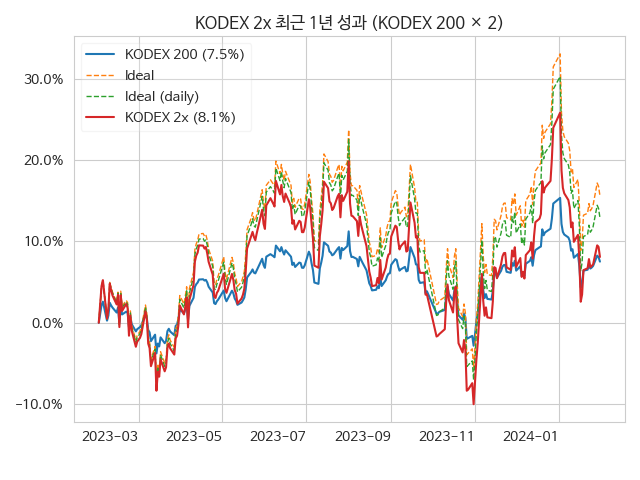 KODEX 2x 최근 1년 성과 (KODEX 200 × 2)
KODEX 200 (7.5%)
Ideal
Ideal (daily)
KODEX 2x (8.1%)
30.0%
20.0%
10.0%
0.0%
−10.0%
2023−03 2023−05 2023−07 2023−09 2023−11 2024−01